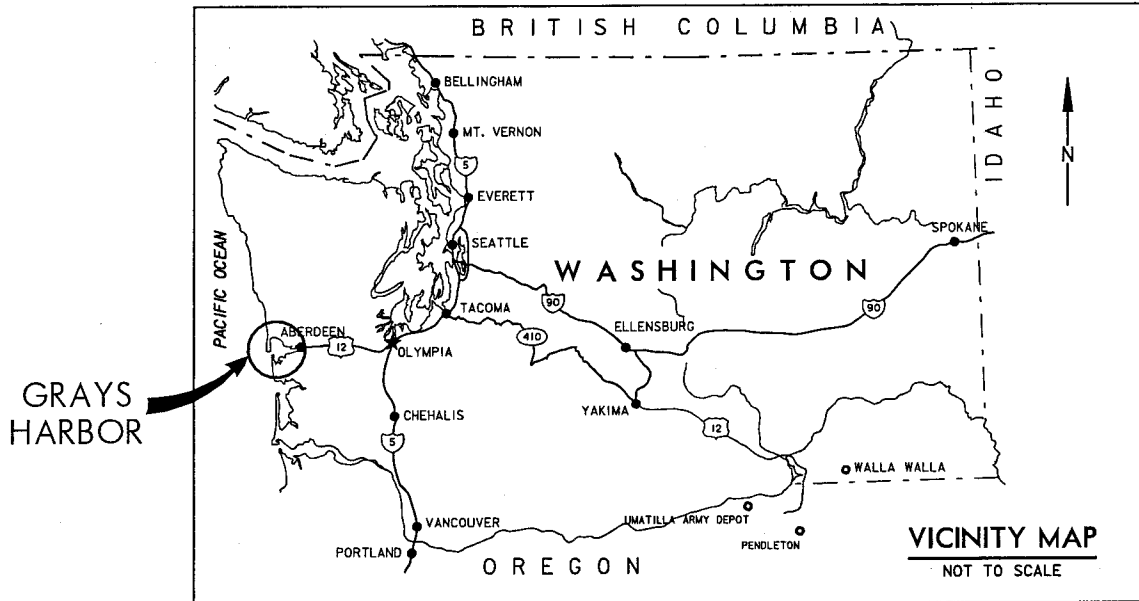 BRITISH COLUMBIA
BELLINGHAM
IDAHO
MT. VERNON
N
5
EVERETT
SPOKANE
SEATTLE
WASHINGTON
PACIFIC OCEAN
90
90
TACOMA
ABERDEEN
12
OLYMPIA
410
ELLENSBURG
GRAYS
HARBOR
YAKIMA
CHEHALIS
12
5
WALLA WALLA
UMATILLA ARMY DEPOT
VANCOUVER
PENDLETON
PORTLAND
OREGON
VICINITY MAP
NOT TO SCALE